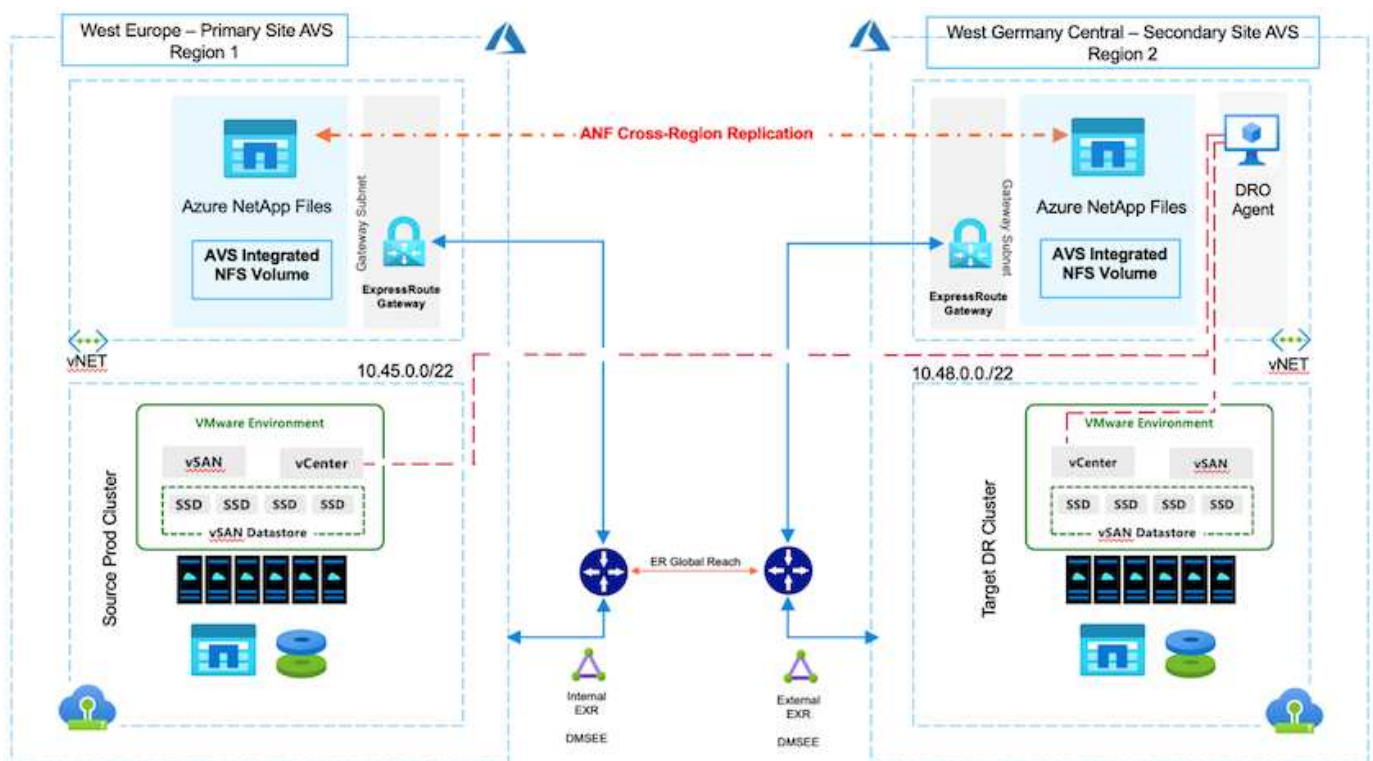 West Europe – Primary Site AVS
Region 1
West Germany Central – Secondary Site AVS
Region 2
ANF Cross-Region Replication
Azure NetApp Files
AVS Integrated
NFS Volume
Gateway Subnet
ExpressRoute
Gateway
vNET
10.45.0.0/22
Gateway Subnet
ExpressRoute
Gateway
Azure NetApp Files
AVS Integrated
NFS Volume
DRO
Agent
vNET
10.48.0.0./22
Source Prod Cluster
VMware Environment
vSAN
vCenter
SSD
SSD
SSD
SSD
vSAN Datastore
ER Global Reach
Internal
EXR
DMSEE
External
EXR
DMSEE
Target DR Cluster
VMware Environment
vCenter
vSAN
SSD
SSD
SSD
SSD
vSAN Datastore